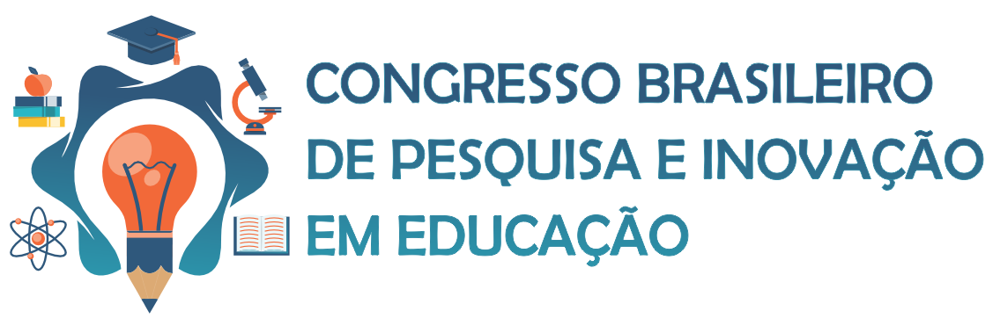 CONGRESSO BRASILEIRO
DE PESQUISA E INOVAÇÃO
EM EDUCAÇÃO